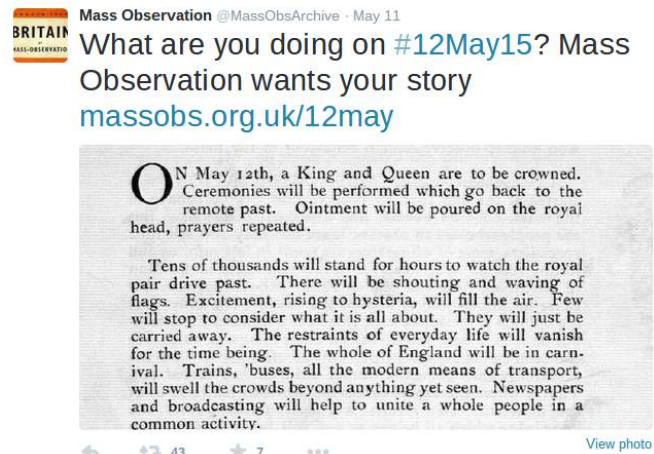 BRITAIN
BY
MASS-OBSERVATIO
Mass Observation @MassObsArchive · May 11
What are you doing on #12May15? Mass
Observation wants your story
massobs.org.uk/12may
ON May 12th, a King and Queen are to be crowned.
Ceremonies will be performed which go back to the
remote past. Ointment will be poured on the royal
head, prayers repeated.
Tens of thousands will stand for hours to watch the royal
pair drive past. There will be shouting and waving of
flags. Excitement, rising to hysteria, will fill the air. Few
will stop to consider what it is all about. They will just be
carried away. The restraints of everyday life will vanish
for the time being. The whole of England will be in carn-
ival. Trains, 'buses, all the modern means of transport,
will swell the crowds beyond anything yet seen. Newspapers
and broadcasting will help to unite a whole people in a
common activity.
43 7
View photo